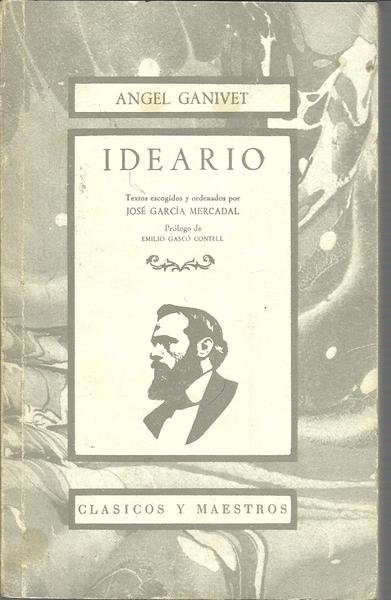 ANGEL GANIVET
IDEARIO
Textos escogidos y ordenados por
JOSÉ GARCÍA MERCADAL
Prólogo de
EMILIO GASCÓ CONTELL
CLASICOS Y MAESTROS